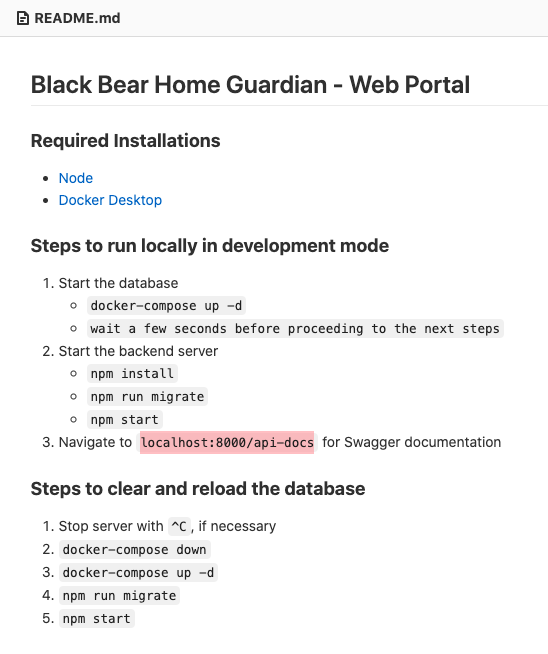 README.md
Black Bear Home Guardian - Web Portal
Required Installations
• Node
• Docker Desktop
Steps to run locally in development mode
1. Start the database
○ docker-compose up -d
○ wait a few seconds before proceeding to the next steps
2. Start the backend server
○ npm install
○ npm run migrate
○ npm start
3. Navigate to localhost:8000/api-docs for Swagger documentation
Steps to clear and reload the database
1. Stop server with ^C, if necessary
2. docker-compose down
3. docker-compose up -d
4. npm run migrate
5. npm start